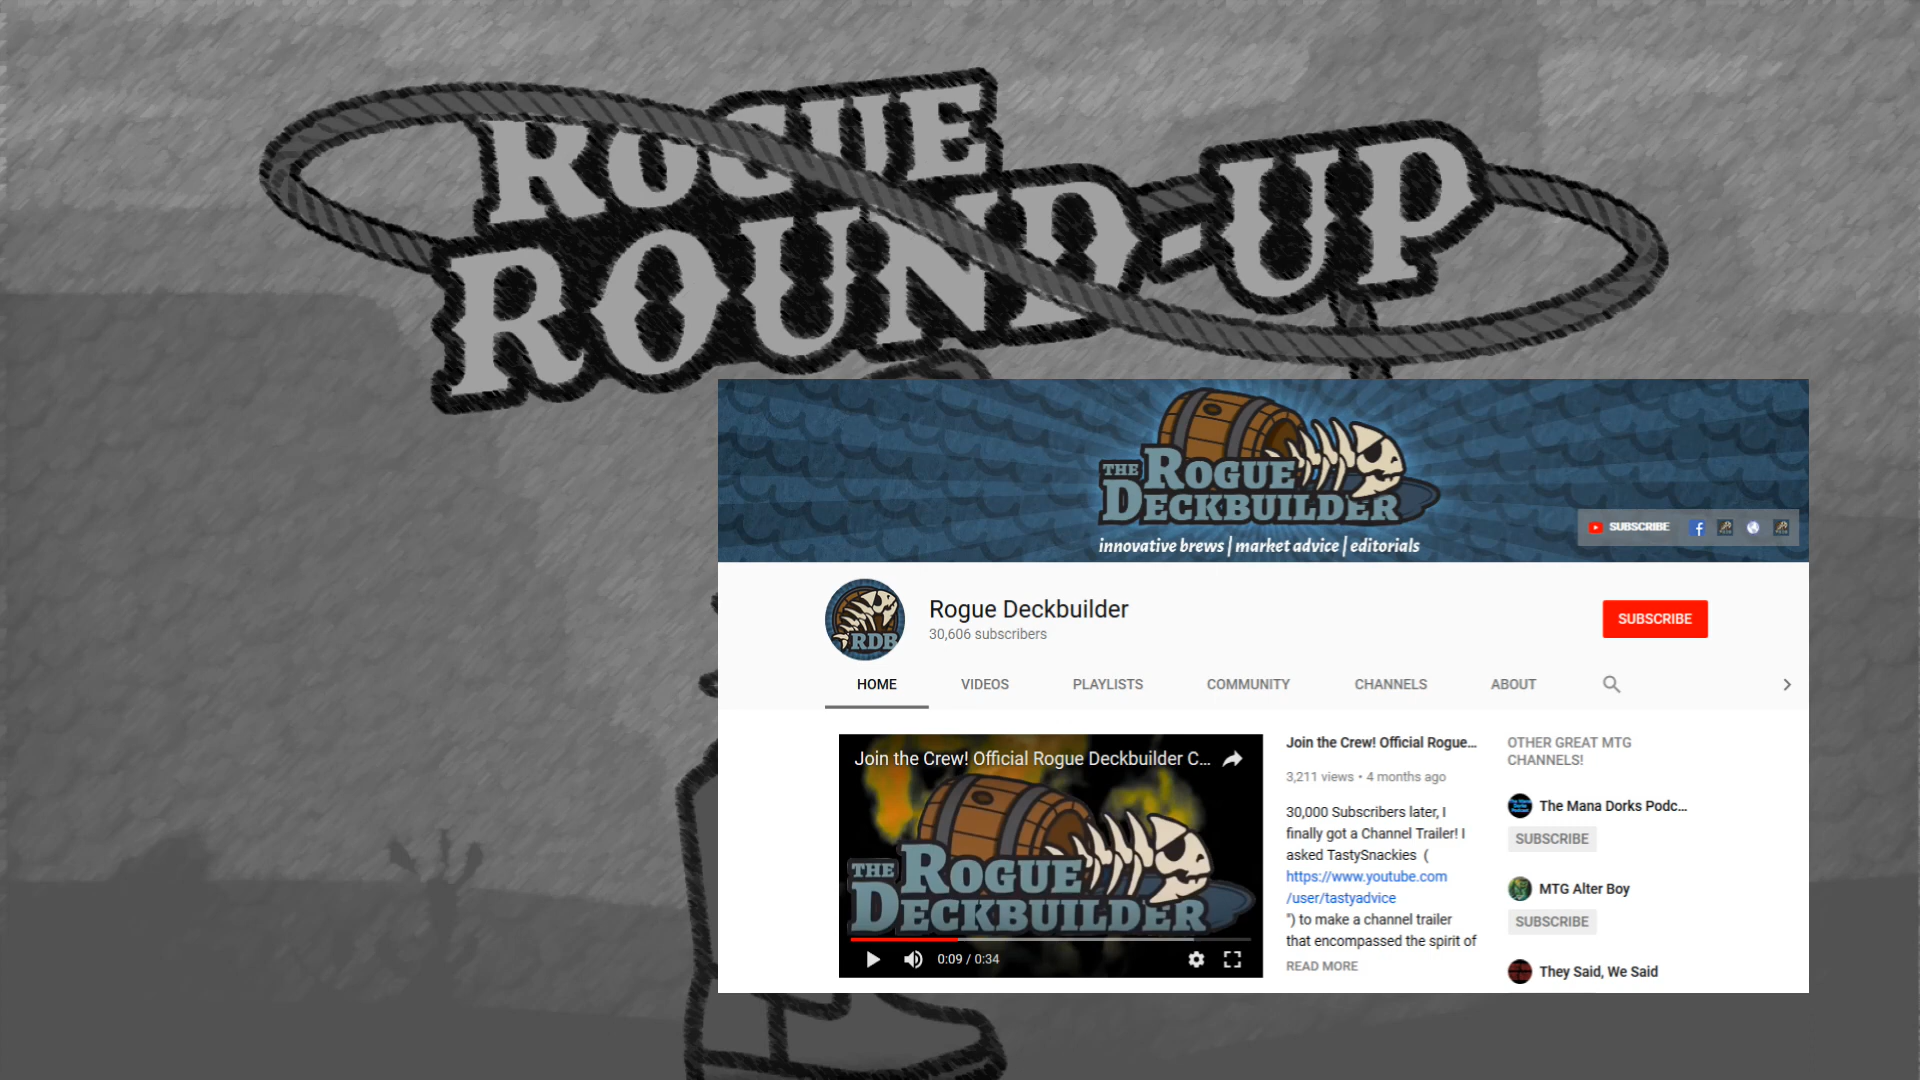 ROGUE
ROUND-UP
THE ROGUE
DECKBUILDER
innovative brews | market advice | editorials
SUBSCRIBE
RDB
Rogue Deckbuilder
30,606 subscribers
SUBSCRIBE
HOME VIDEOS PLAYLISTS COMMUNITY CHANNELS ABOUT
Join the Crew! Official Rogue Deckbuilder C...
THE ROGUE
DECKBUILDER
0:09 / 0:34
Join the Crew! Official Rogue...
3,211 views • 4 months ago
30,000 Subscribers later, I
finally got a Channel Trailer! I
asked TastySnackies (
https://www.youtube.com
/user/tastyadvice
") to make a channel trailer
that encompassed the spirit of
READ MORE
OTHER GREAT MTG
CHANNELS!
The Mana Dorks Podc...
SUBSCRIBE
MTG Alter Boy
SUBSCRIBE
They Said, We Said